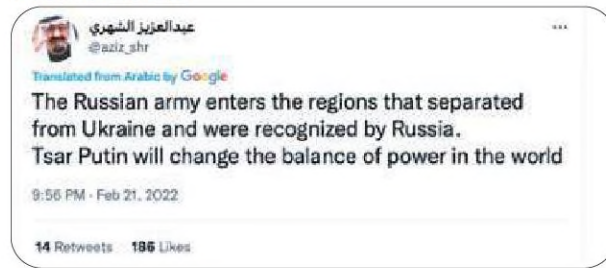 عبدالعزيز الشهري
@aziz_shr
Translated from Arabic by Google
The Russian army enters the regions that separated
from Ukraine and were recognized by Russia.
Tsar Putin will change the balance of power in the world
9:56 PM · Feb 21, 2022
14 Retweets 186 Likes